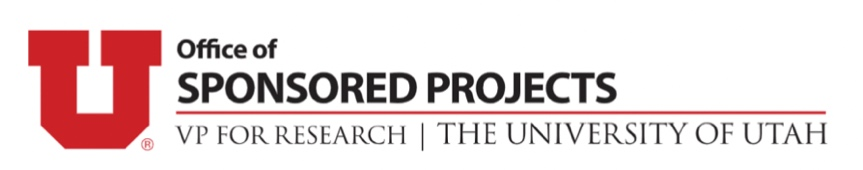 U®
Office of
SPONSORED PROJECTS
VP FOR RESEARCH | THE UNIVERSITY OF UTAH